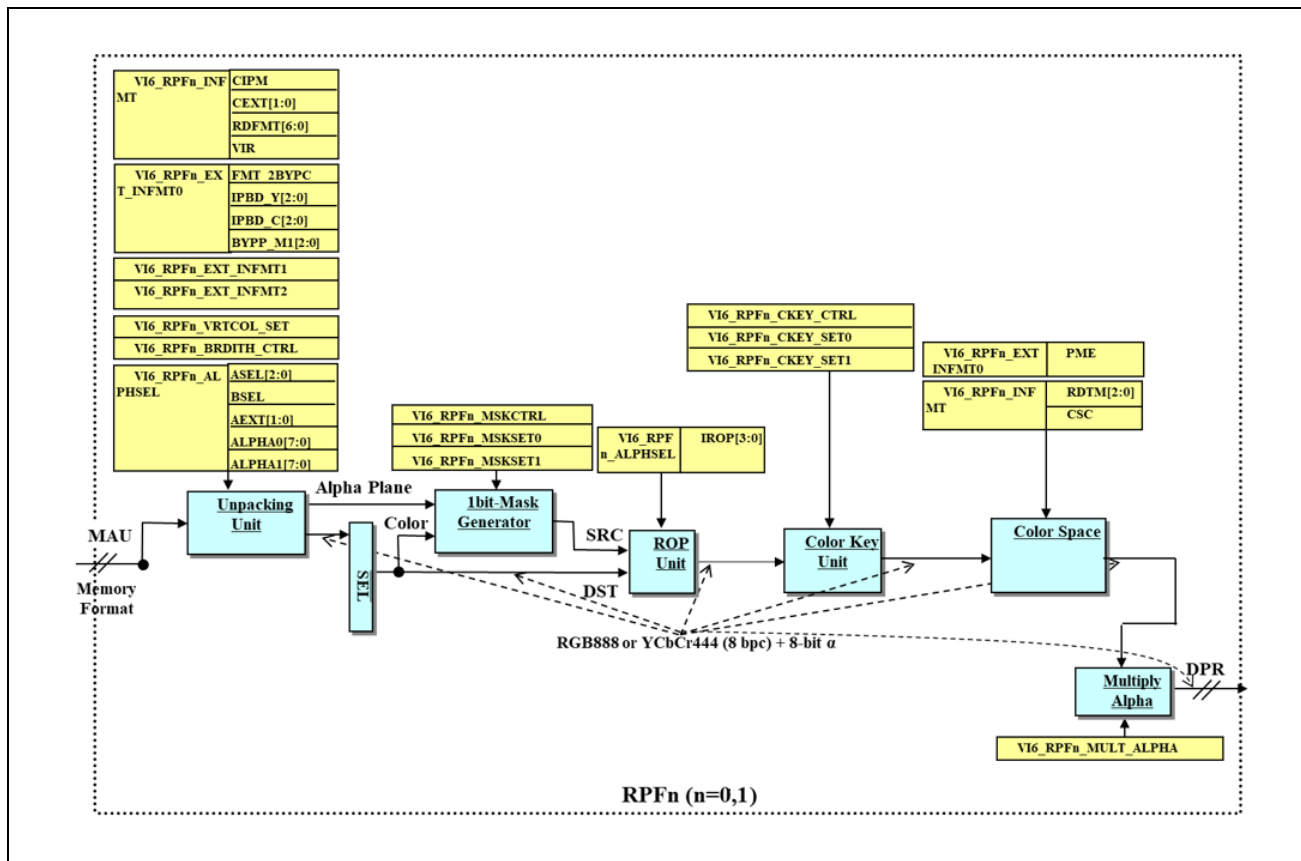 VI6_RPFn_INF
MT
CIPM
CEXT[1:0]
RDFMT[6:0]
VIR
VI6_RPFn_EX
T_INFMT0
FMT_2BYPC
IPBD_Y[2:0]
IPBD_C[2:0]
BYPP_M1[2:0]
VI6_RPFn_EXT_INFMT1
VI6_RPFn_EXT_INFMT2
VI6_RPFn_VRTCOL_SET
VI6_RPFn_BRDITH_CTRL
VI6_RPFn_AL
PHSEL
ASEL[2:0]
BSEL
AEXT[1:0]
ALPHA0[7:0]
ALPHA1[7:0]
VI6_RPFn_MSKCTRL
VI6_RPFn_MSKSET0
VI6_RPFn_MSKSET1
VI6_RPF
n_ALPHSEL
IROP[3:0]
VI6_RPFn_CKEY_CTRL
VI6_RPFn_CKEY_SET0
VI6_RPFn_CKEY_SET1
VI6_RPFn_EXT
INFMT0
PME
VI6_RPFn_INF
MT
RDTM[2:0]
CSC
MAU
Memory
Format
Unpacking
Unit
Alpha Plane
SEL
Color
1bit-Mask
Generator
SRC
DST
ROP
Unit
Color Key
Unit
Color Space
RGB888 or YCbCr444 (8 bpc) + 8-bit α
Multiply
Alpha
DPR
VI6_RPFn_MULT_ALPHA
RPFn (n=0,1)